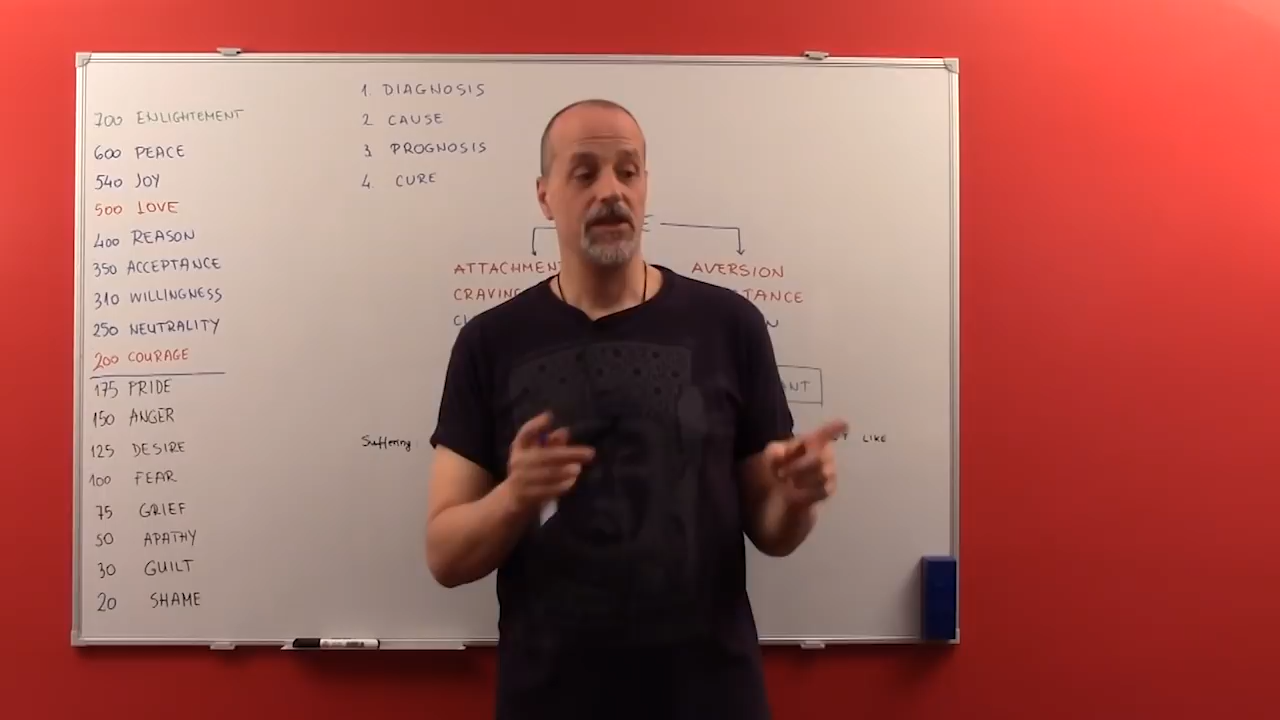 700 ENLIGHTEMENT
600 PEACE
540 JOY
500 LOVE
400 REASON
350 ACCEPTANCE
310 WILLINGNESS
250 NEUTRALITY
200 COURAGE
175 PRIDE
150 ANGER
125 DESIRE
100 FEAR
75 GRIEF
50 APATHY
30 GUILT
20 SHAME
1. DIAGNOSIS
2 CAUSE
3. PROGNOSIS
4. CURE
ATTACHMENT
AVERSION
Suffering
LIKE